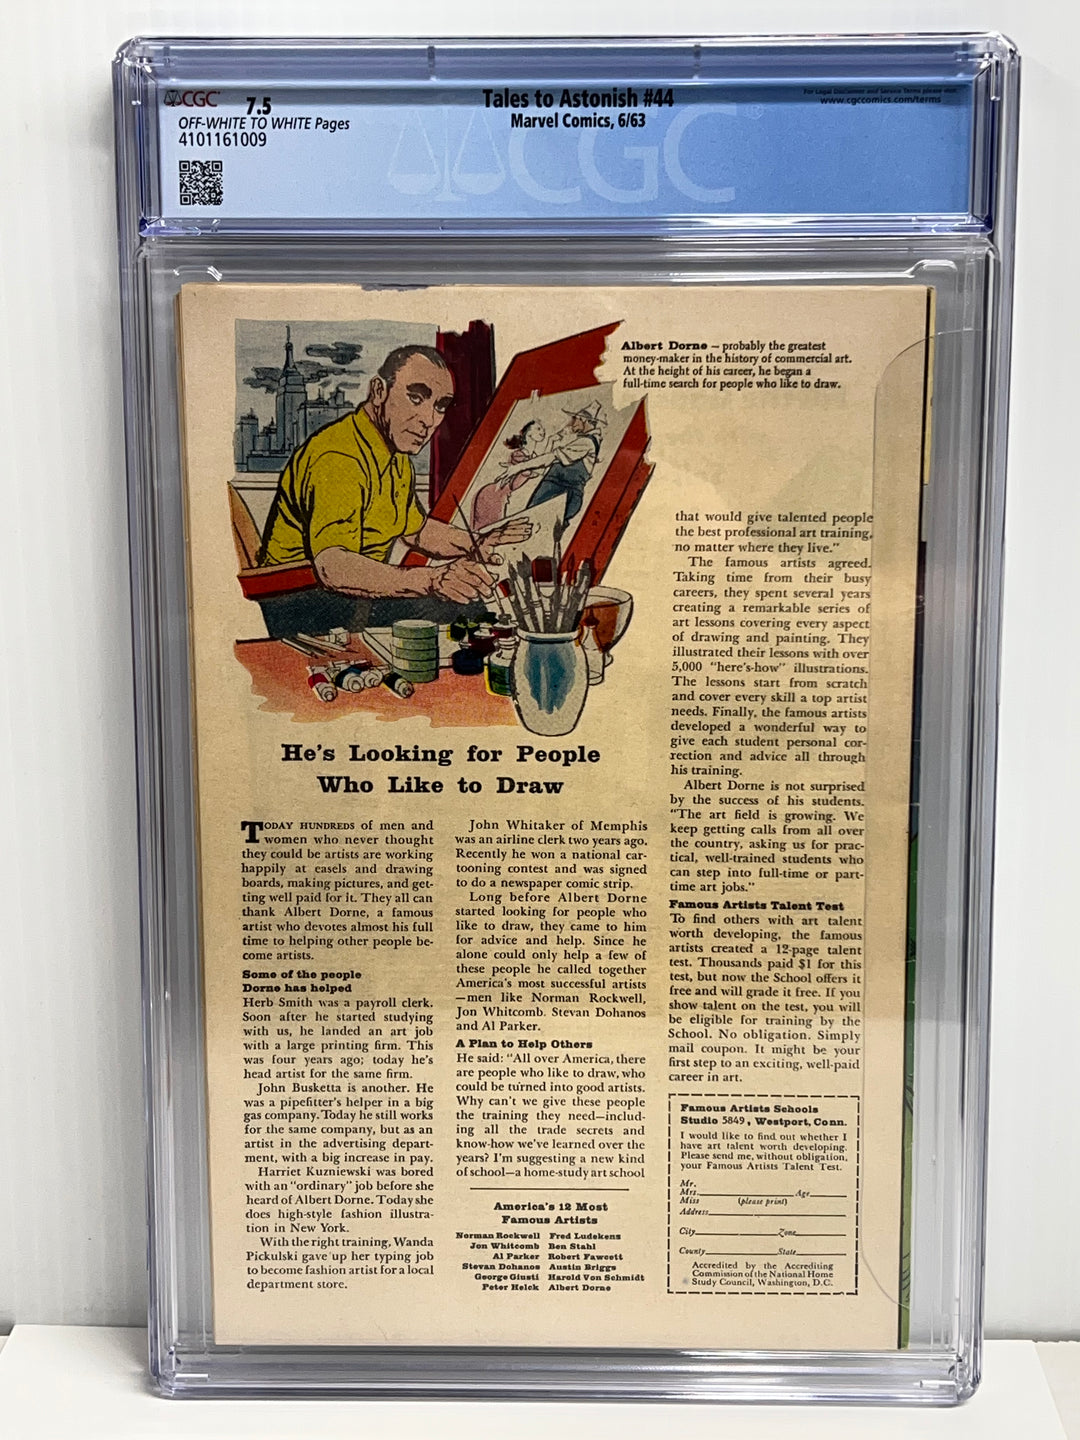 CGC 7.5
OFF-WHITE TO WHITE Pages
4101161009
Tales to Astonish #44
Marvel Comics, 6/63
For Legal Disclaimer and Service Terms please visit
www.cgccomics.com/terms
CGC
Albert Dorne — probably the greatest
money-maker in the history of commercial art.
At the height of his career, he began a
full-time search for people who like to draw.
He's Looking for People
Who Like to Draw
TODAY HUNDREDS of men and
women who never thought
they could be artists are working
happily at easels and drawing
boards, making pictures, and get-
ting well paid for it. They all can
thank Albert Dorne, a famous
artist who devotes almost his full
time to helping other people be-
come artists.
Some of the people
Dorne has helped
Herb Smith was a payroll clerk.
Soon after he started studying
with us, he landed an art job
with a large printing firm. This
was four years ago; today he's
head artist for the same firm.
John Busketta is another. He
was a pipefitter's helper in a big
gas company. Today he still works
for the same company, but as an
artist in the advertising depart-
ment, with a big increase in pay.
Harriet Kuzniewski was bored
with an "ordinary" job before she
heard of Albert Dorne. Today she
does high-style fashion illustra-
tion in New York.
With the right training, Wanda
Pickulski gave up her typing job
to become fashion artist for a local
department store.
John Whitaker of Memphis
was an airline clerk two years ago.
Recently he won a national car-
tooning contest and was signed
to do a newspaper comic strip.
Long before Albert Dorne
started looking for people who
like to draw, they came to him
for advice and help. Since he
alone could only help a few of
these people he called together
America's most successful artists
—men like Norman Rockwell,
Jon Whitcomb, Stevan Dohanos
and Al Parker.
A Plan to Help Others
He said: "All over America, there
are people who like to draw, who
could be turned into good artists.
Why can't we give these people
the training they need—includ-
ing all the trade secrets and
know-how we've learned over the
years? I'm suggesting a new kind
of school—a home-study art school
America's 12 Most
Famous Artists
Norman Rockwell Fred Ludekens
Jon Whitcomb Ben Stahl
Al Parker Robert Fawcett
Stevan Dohanos Austin Briggs
George Giusti Harold Von Schmidt
Peter Helck Albert Dorne
that would give talented people
the best professional art training,
no matter where they live."
The famous artists agreed.
Taking time from their busy
careers, they spent several years
creating a remarkable series of
art lessons covering every aspect
of drawing and painting. They
illustrated their lessons with over
5,000 "here's-how" illustrations.
The lessons start from scratch
and cover every skill a top artist
needs. Finally, the famous artists
developed a wonderful way to
give each student personal cor-
rection and advice all through
his training.
Albert Dorne is not surprised
by the success of his students.
"The art field is growing. We
keep getting calls from all over
the country, asking us for prac-
tical, well-trained students who
can step into full-time or part-
time art jobs."
Famous Artists Talent Test
To find others with art talent
worth developing, the famous
artists created a 12-page talent
test. Thousands paid $1 for this
test, but now the School offers it
free and will grade it free. If you
show talent on the test, you will
be eligible for training by the
School. No obligation. Simply
mail coupon. It might be your
first step to an exciting, well-paid
career in art.
Famous Artists Schools
Studio 5849, Westport, Conn.
I would like to find out whether I
have art talent worth developing.
Please send me, without obligation,
your Famous Artists Talent Test.
Mr.
Mrs. Age
Miss (please print)
Address
City Zone
County State
Accredited by the Accrediting
Commission of the National Home
Study Council, Washington, D.C.